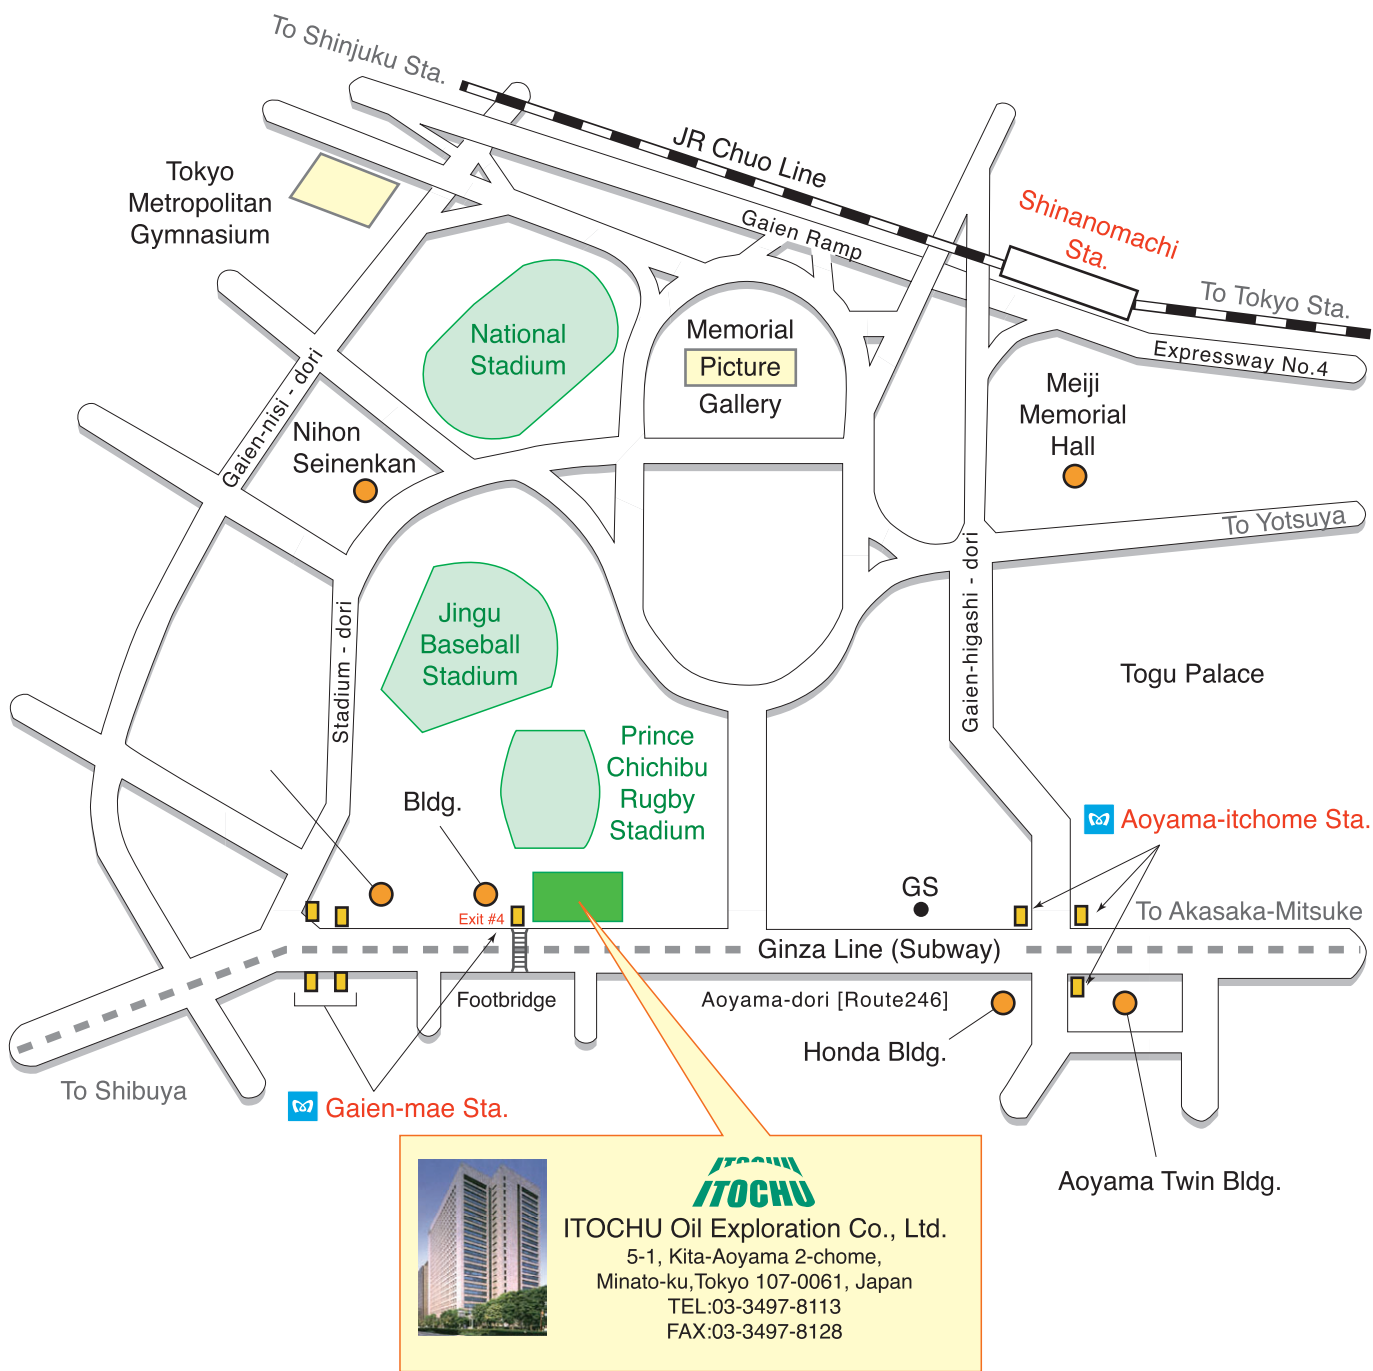 To Shinjuku Sta.
JR Chuo Line
Tokyo
Metropolitan
Gymnasium
Shinanomachi
Sta.
Gaien Ramp
To Tokyo Sta.
National
Stadium
Memorial
Picture
Gallery
Expressway No.4
Meiji
Memorial
Hall
Gaien-nisi - dori
Nihon
Seinenkan
To Yotsuya
Jingu
Baseball
Stadium
Stadium - dori
Gaien-higashi - dori
Togu Palace
Prince
Chichibu
Rugby
Stadium
Bldg.
Aoyama-itchome Sta.
GS
Exit #4
To Akasaka-Mitsuke
Ginza Line (Subway)
Footbridge
Aoyama-dori [Route246]
Honda Bldg.
To Shibuya
Gaien-mae Sta.
Aoyama Twin Bldg.
ITOCHU
ITOCHU
ITOCHU Oil Exploration Co., Ltd.
5-1, Kita-Aoyama 2-chome,
Minato-ku,Tokyo 107-0061, Japan
TEL:03-3497-8113
FAX:03-3497-8128